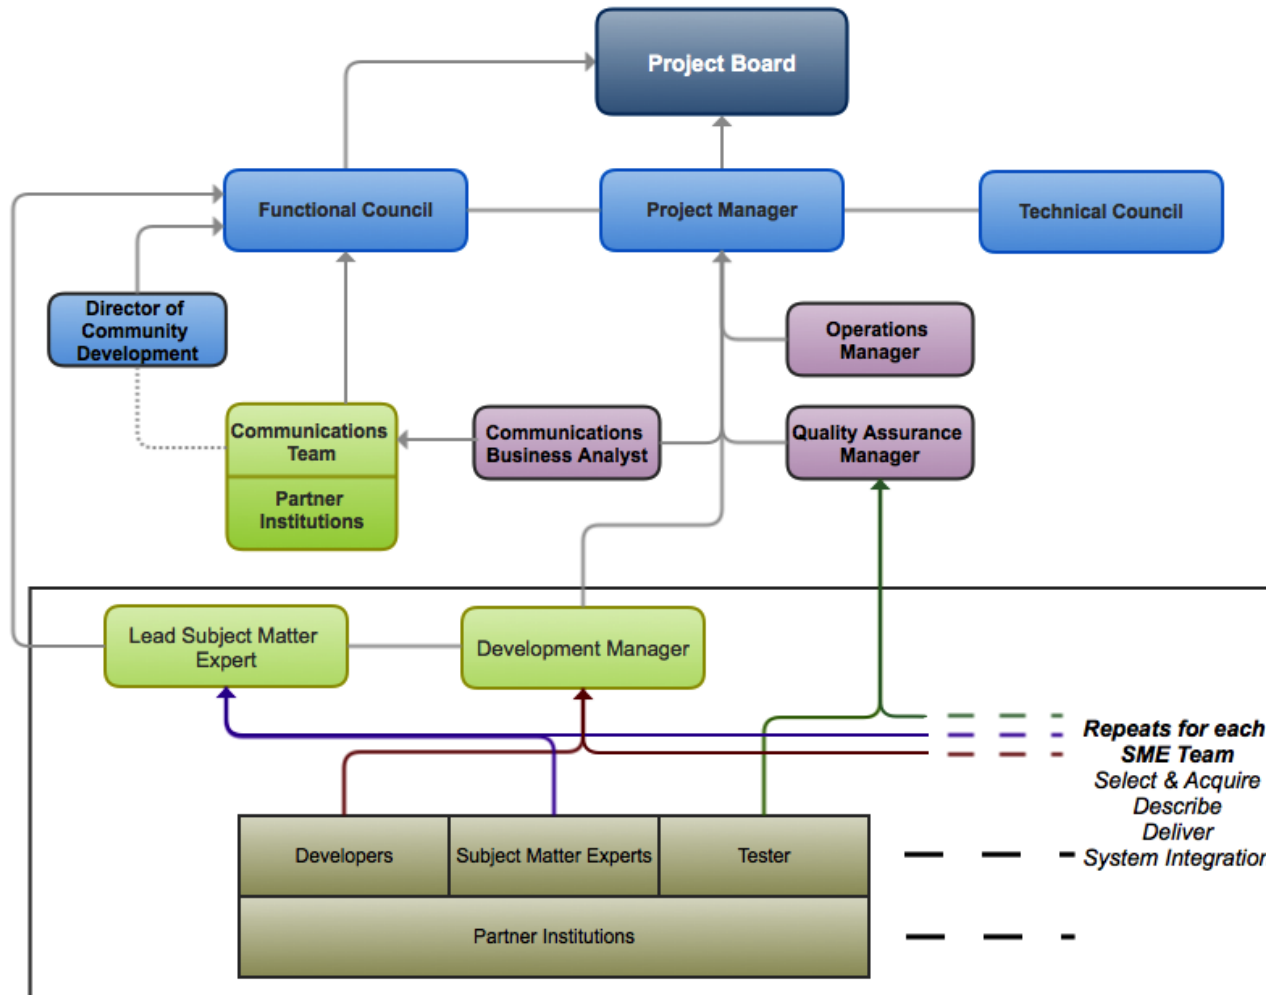 Project Board
Functional Council
Project Manager
Technical Council
Director of
Community
Development
Operations
Manager
Communications
Team
Partner
Institutions
Communications
Business Analyst
Quality Assurance
Manager
Lead Subject Matter
Expert
Development Manager
Repeats for each
SME Team
Select & Acquire
Describe
Deliver
System Integration
Developers
Subject Matter Experts
Tester
Partner Institutions